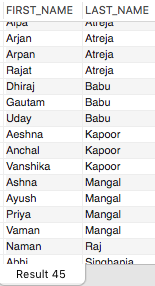 FIRST_NAME LAST_NAME
Alpa Atreja
Arjan Atreja
Arpan Atreja
Rajat Atreja
Dhiraj Babu
Gautam Babu
Uday Babu
Aeshna Kapoor
Anchal Kapoor
Vanshika Kapoor
Ashna Mangal
Ayush Mangal
Priya Mangal
Vaman Mangal
Naman Raj
Abhi Singhania
Result 45